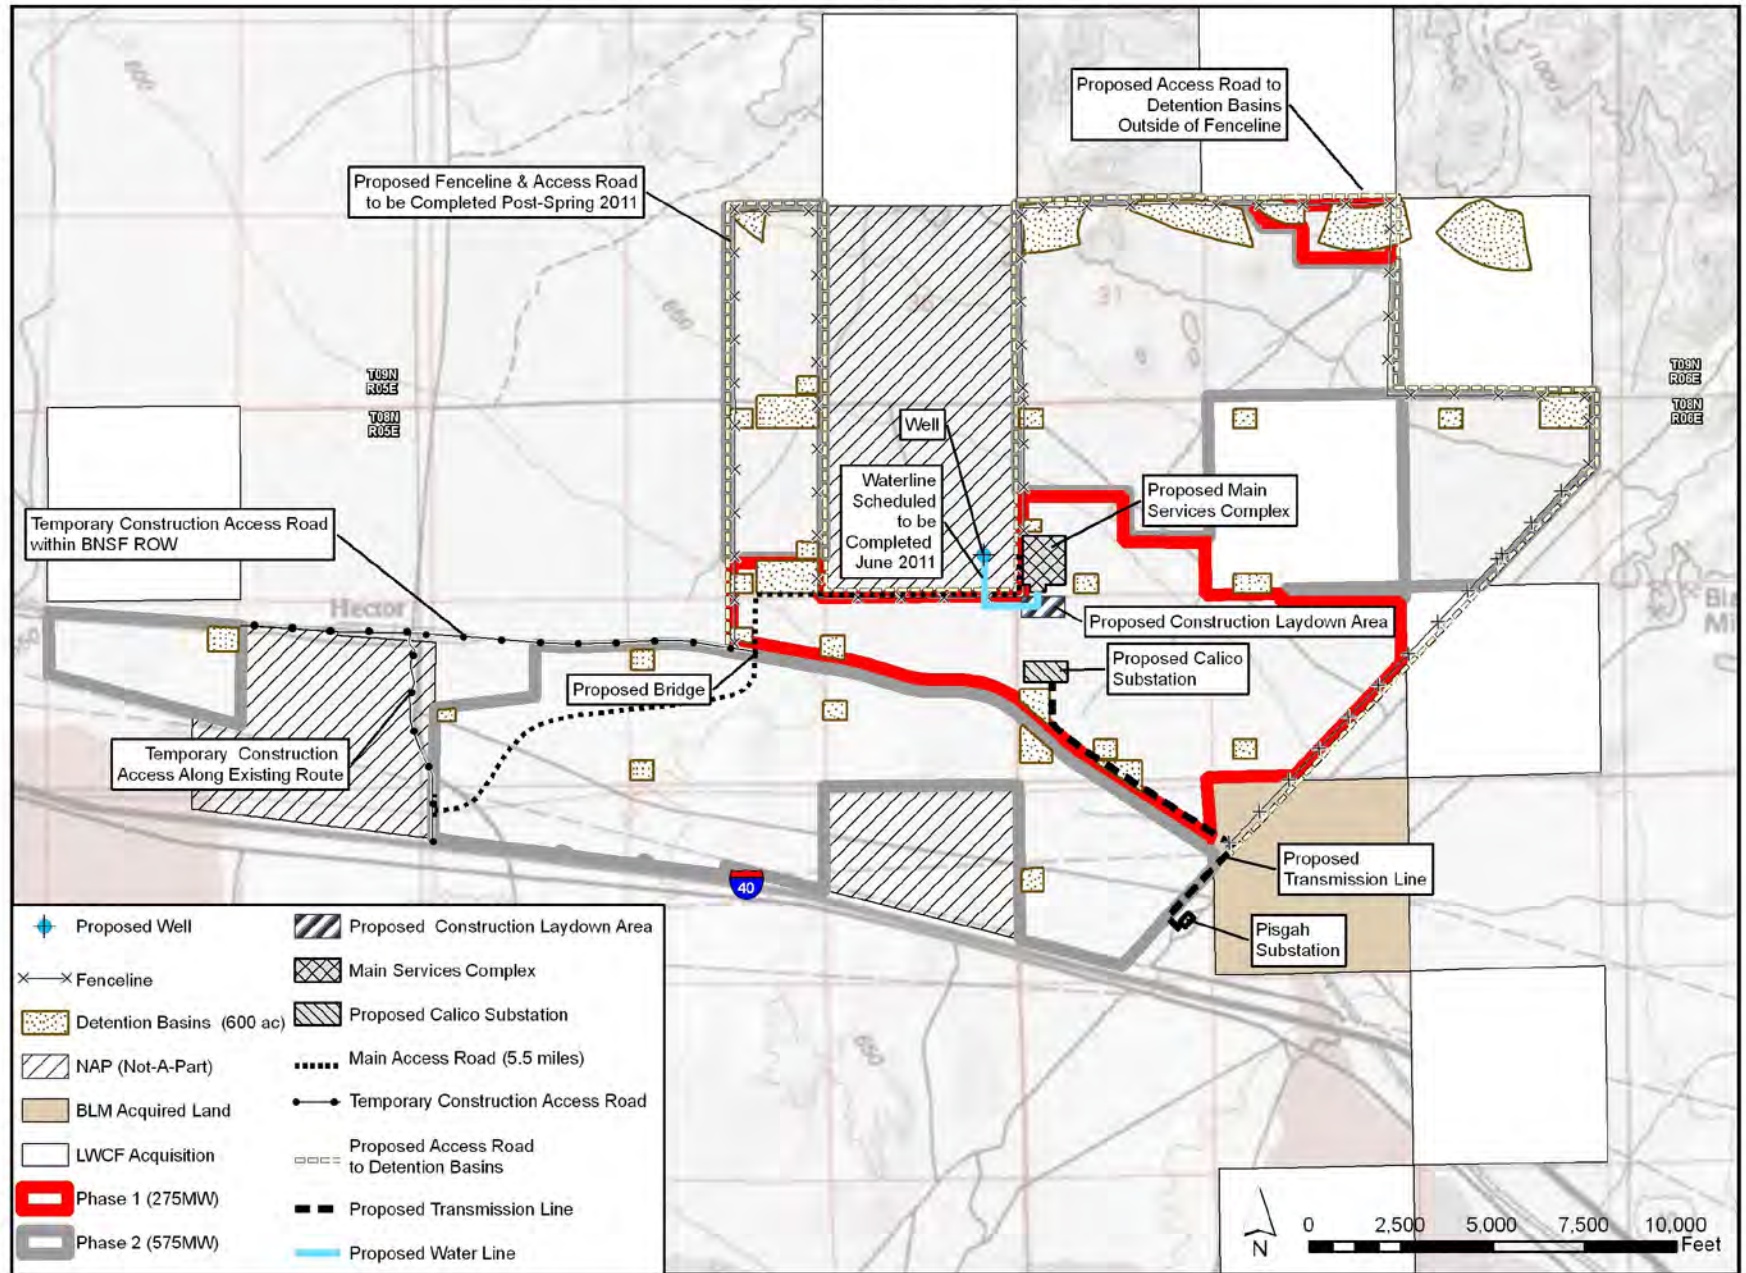 600
1000
Proposed Access Road to
Detention Basins
Outside of Fenceline
Proposed Fenceline & Access Road
to be Completed Post-Spring 2011
31
650
T09N
R05E
T08N
R05E
T09N
R06E
T08N
R06E
Well
Waterline
Scheduled
to be
Completed
June 2011
Proposed Main
Services Complex
Temporary Construction Access Road
within BNSF ROW
Hector
Proposed Construction Laydown Area
Proposed Calico
Substation
Proposed Bridge
Temporary Construction
Access Along Existing Route
40
Proposed
Transmission Line
Pisgah
Substation
650
Proposed Well
Fenceline
Detention Basins (600 ac)
NAP (Not-A-Part)
BLM Acquired Land
LWCF Acquisition
Phase 1 (275MW)
Phase 2 (575MW)
Proposed Construction Laydown Area
Main Services Complex
Proposed Calico Substation
Main Access Road (5.5 miles)
Temporary Construction Access Road
Proposed Access Road
to Detention Basins
Proposed Transmission Line
Proposed Water Line
N
0 2,500 5,000 7,500 10,000
Feet